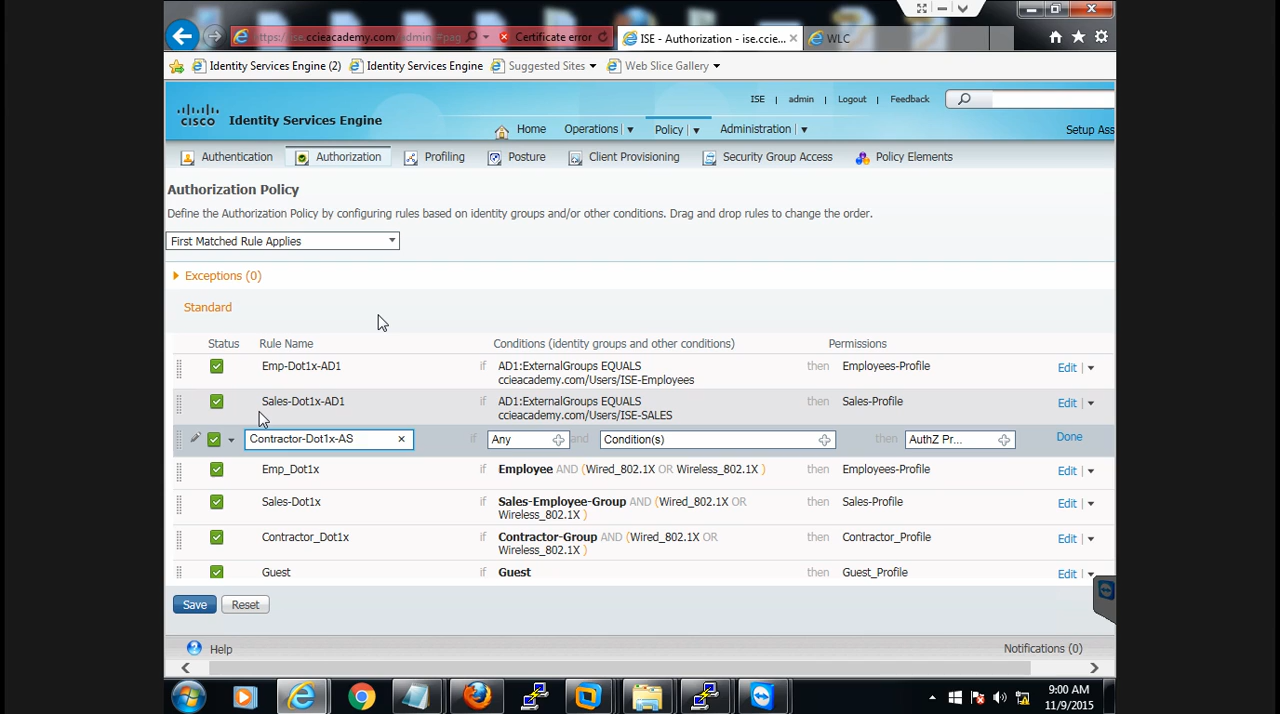 https://ise.ccieacademy.com/admin/#pag Certificate error ISE - Authorization - ise.ccie... WLC
Identity Services Engine (2) Identity Services Engine Suggested Sites Web Slice Gallery
ISE | admin | Logout | Feedback
CISCO Identity Services Engine
Home Operations | Policy | Administration | Setup Ass
Authentication Authorization Profiling Posture Client Provisioning Security Group Access Policy Elements
Authorization Policy
Define the Authorization Policy by configuring rules based on identity groups and/or other conditions. Drag and drop rules to change the order.
First Matched Rule Applies
Exceptions (0)
Standard
Status Rule Name Conditions (identity groups and other conditions) Permissions
Emp-Dot1x-AD1 if AD1:ExternalGroups EQUALS then Employees-Profile Edit |
ccieacademy.com/Users/ISE-Employees
Sales-Dot1x-AD1 if AD1:ExternalGroups EQUALS then Sales-Profile Edit |
ccieacademy.com/Users/ISE-SALES
Contractor-Dot1x-AS if Any and Condition(s) then AuthZ Pr... Done
Emp_Dot1x if Employee AND (Wired_802.1X OR Wireless_802.1X ) then Employees-Profile Edit |
Sales-Dot1x if Sales-Employee-Group AND (Wired_802.1X OR then Sales-Profile Edit |
Wireless_802.1X )
Contractor_Dot1x if Contractor-Group AND (Wired_802.1X OR then Contractor_Profile Edit |
Wireless_802.1X )
Guest if Guest then Guest_Profile Edit |
Save Reset
Help Notifications (0)
9:00 AM
11/9/2015